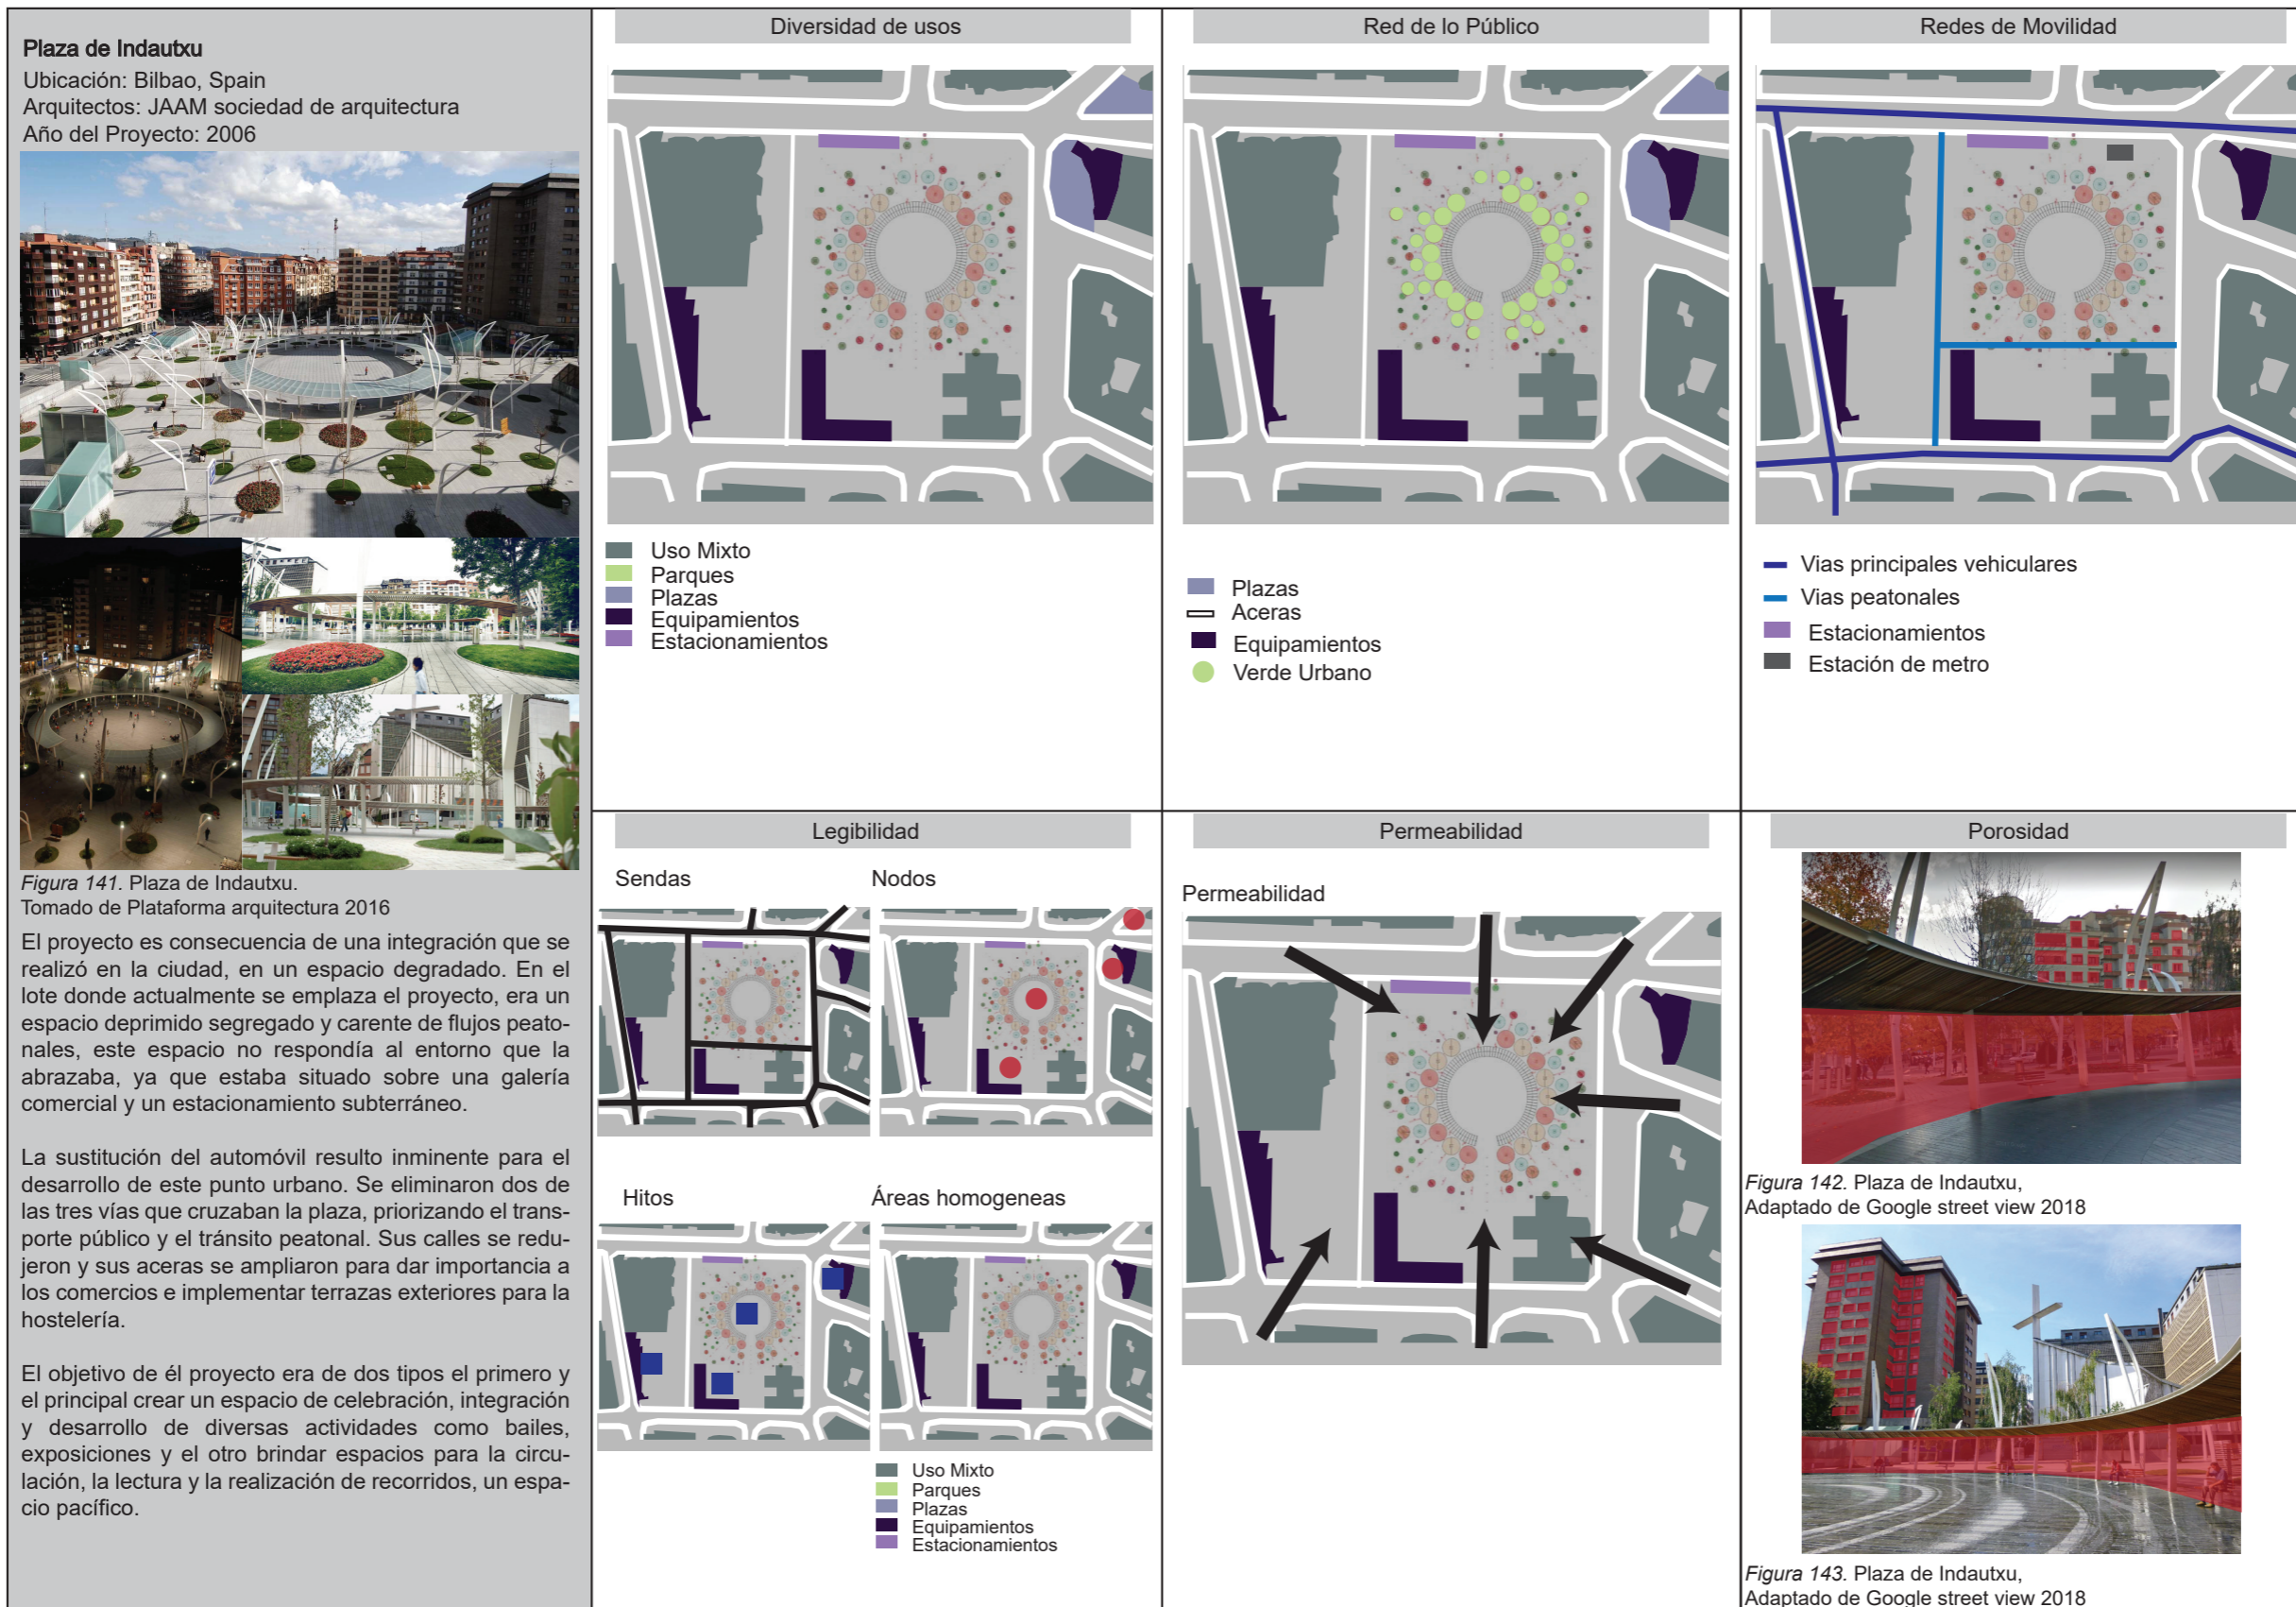 Plaza de Indautxu
Ubicación: Bilbao, Spain
Arquitectos: JAAM sociedad de arquitectura
Año del Proyecto: 2006
Figura 141. Plaza de Indautxu.
Tomado de Plataforma arquitectura 2016
El proyecto es consecuencia de una integración que se
realizó en la ciudad, en un espacio degradado. En el
lote donde actualmente se emplaza el proyecto, era un
espacio deprimido segregado y carente de flujos peato-
nales, este espacio no respondía al entorno que la
abrazaba, ya que estaba situado sobre una galería
comercial y un estacionamiento subterráneo.
La sustitución del automóvil resulto inminente para el
desarrollo de este punto urbano. Se eliminaron dos de
las tres vías que cruzaban la plaza, priorizando el trans-
porte público y el tránsito peatonal. Sus calles se redu-
jeron y sus aceras se ampliaron para dar importancia a
los comercios e implementar terrazas exteriores para la
hostelería.
El objetivo de él proyecto era de dos tipos el primero y
el principal crear un espacio de celebración, integración
y desarrollo de diversas actividades como bailes,
exposiciones y el otro brindar espacios para la circu-
lación, la lectura y la realización de recorridos, un espa-
cio pacífico.
Diversidad de usos
Uso Mixto
Parques
Plazas
Equipamientos
Estacionamientos
Red de lo Público
Plazas
Aceras
Equipamientos
Verde Urbano
Redes de Movilidad
Vias principales vehiculares
Vias peatonales
Estacionamientos
Estación de metro
Legibilidad
Sendas
Nodos
Hitos
Áreas homogeneas
Uso Mixto
Parques
Plazas
Equipamientos
Estacionamientos
Permeabilidad
Permeabilidad
Porosidad
Figura 142. Plaza de Indautxu,
Adaptado de Google street view 2018
Figura 143. Plaza de Indautxu,
Adaptado de Google street view 2018